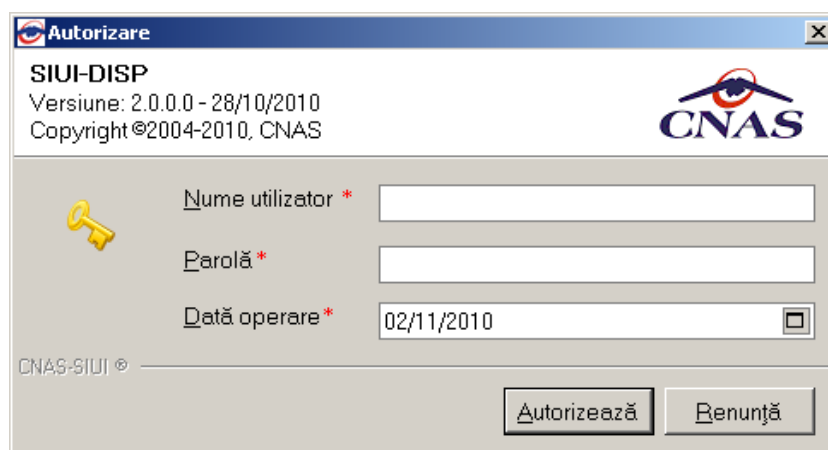 Autorizare
SIUI-DISP
Versiune: 2.0.0.0 - 28/10/2010
Copyright ©2004-2010, CNAS
CNAS
Nume utilizator *
Parolă *
Dată operare *
02/11/2010
CNAS-SIUI ®
Autorizează Renunţă